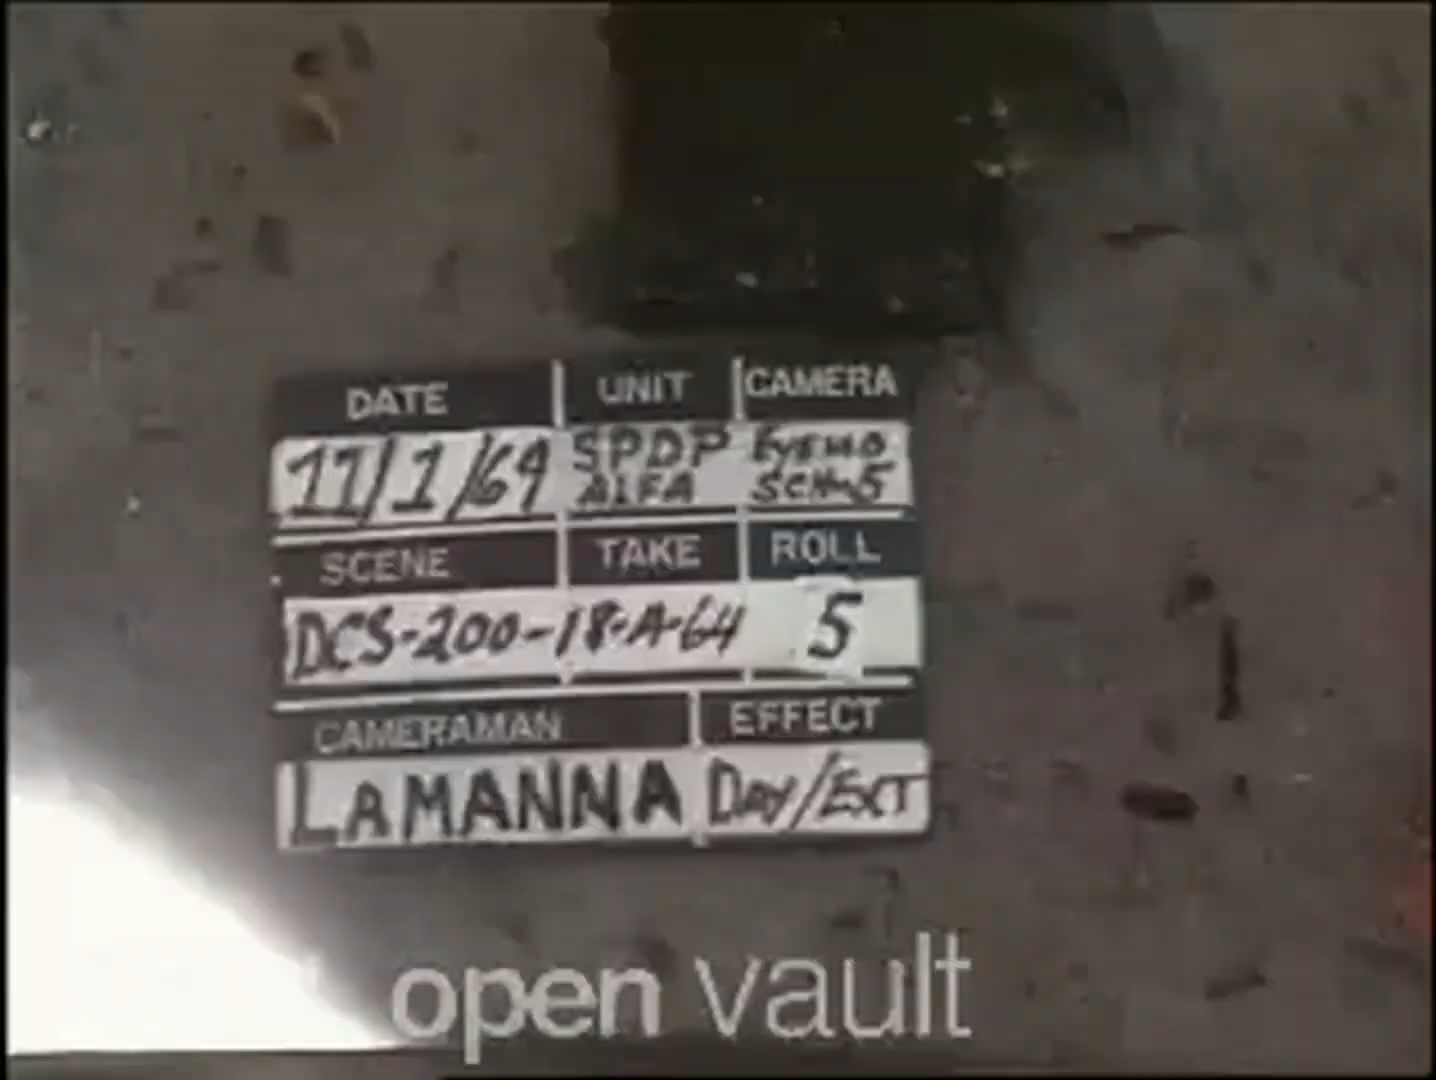 DATE UNIT CAMERA
11/1/69 SPDP EYEMO
ALFA SCH-5
SCENE TAKE ROLL
DCS-200-18-A-64 5
CAMERAMAN EFFECT
LAMANNA DAY/EXT
open vault